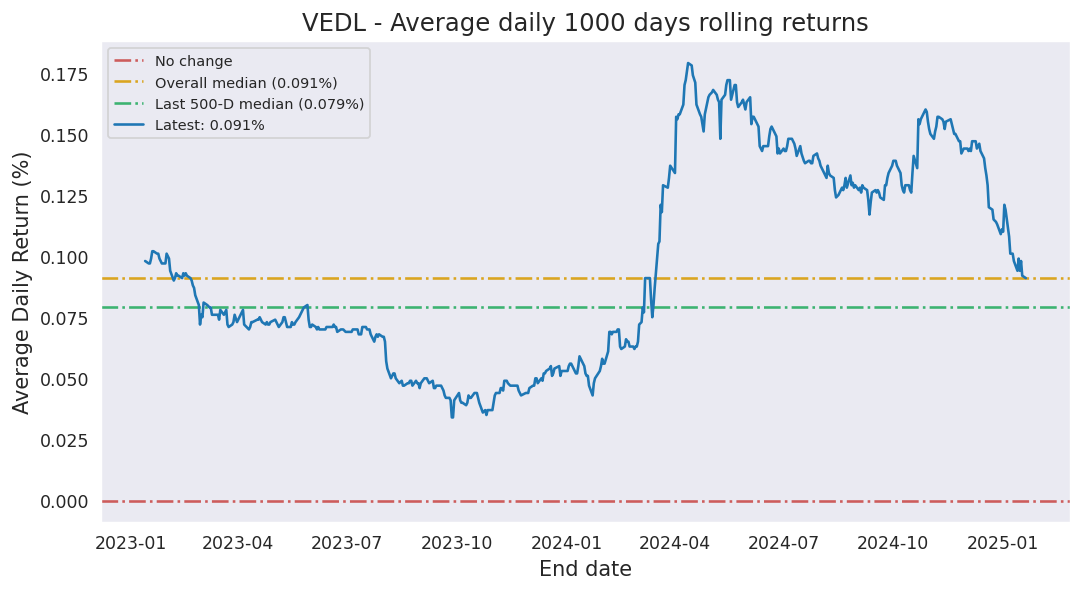 VEDL - Average daily 1000 days rolling returns
No change
Overall median (0.091%)
Last 500-D median (0.079%)
Latest: 0.091%
Average Daily Return (%)
0.175
0.150
0.125
0.100
0.075
0.050
0.025
0.000
2023-01 2023-04 2023-07 2023-10 2024-01 2024-04 2024-07 2024-10 2025-01
End date